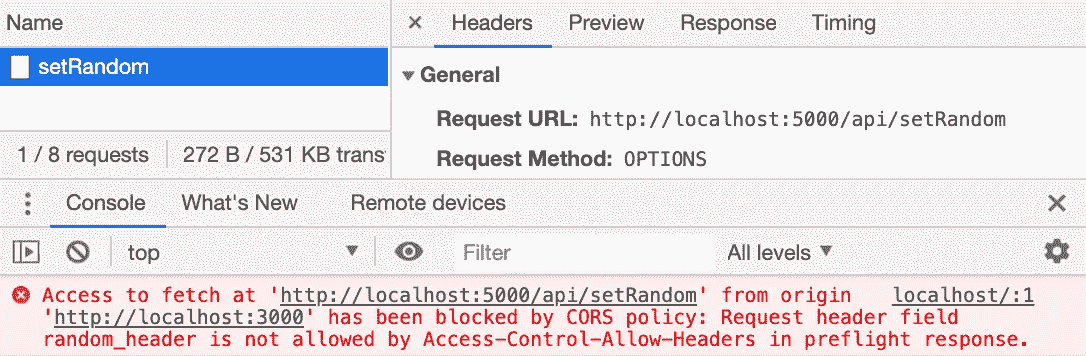 Name
× Headers Preview Response Timing
setRandom
▼ General
Request URL: http://localhost:5000/api/setRandom
Request Method: OPTIONS
1 / 8 requests 272 B / 531 KB trans
Console What's New Remote devices ×
top ▼ Filter All levels ▼
Access to fetch at 'http://localhost:5000/api/setRandom' from origin localhost/:1
'http://localhost:3000' has been blocked by CORS policy: Request header field
random_header is not allowed by Access-Control-Allow-Headers in preflight response.